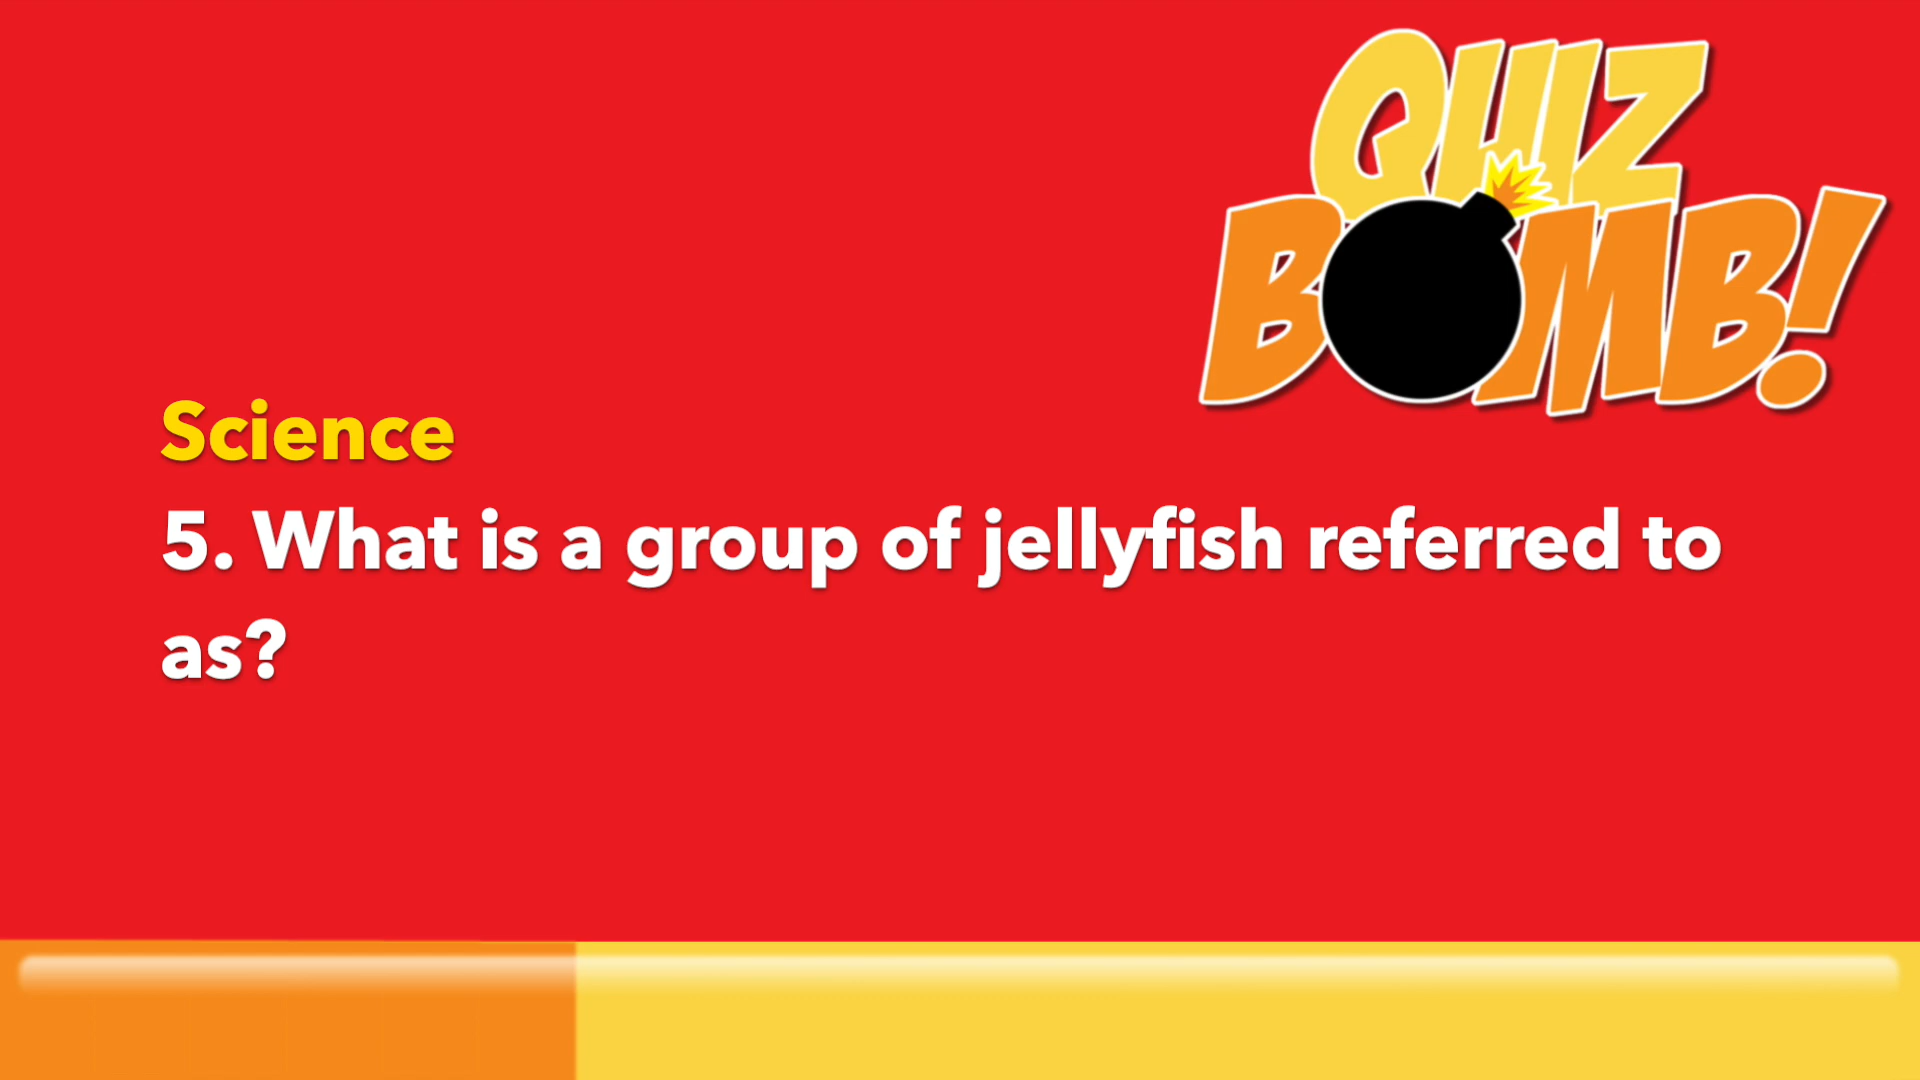 QUIZ
BOMB!
Science
5. What is a group of jellyfish referred to
as?